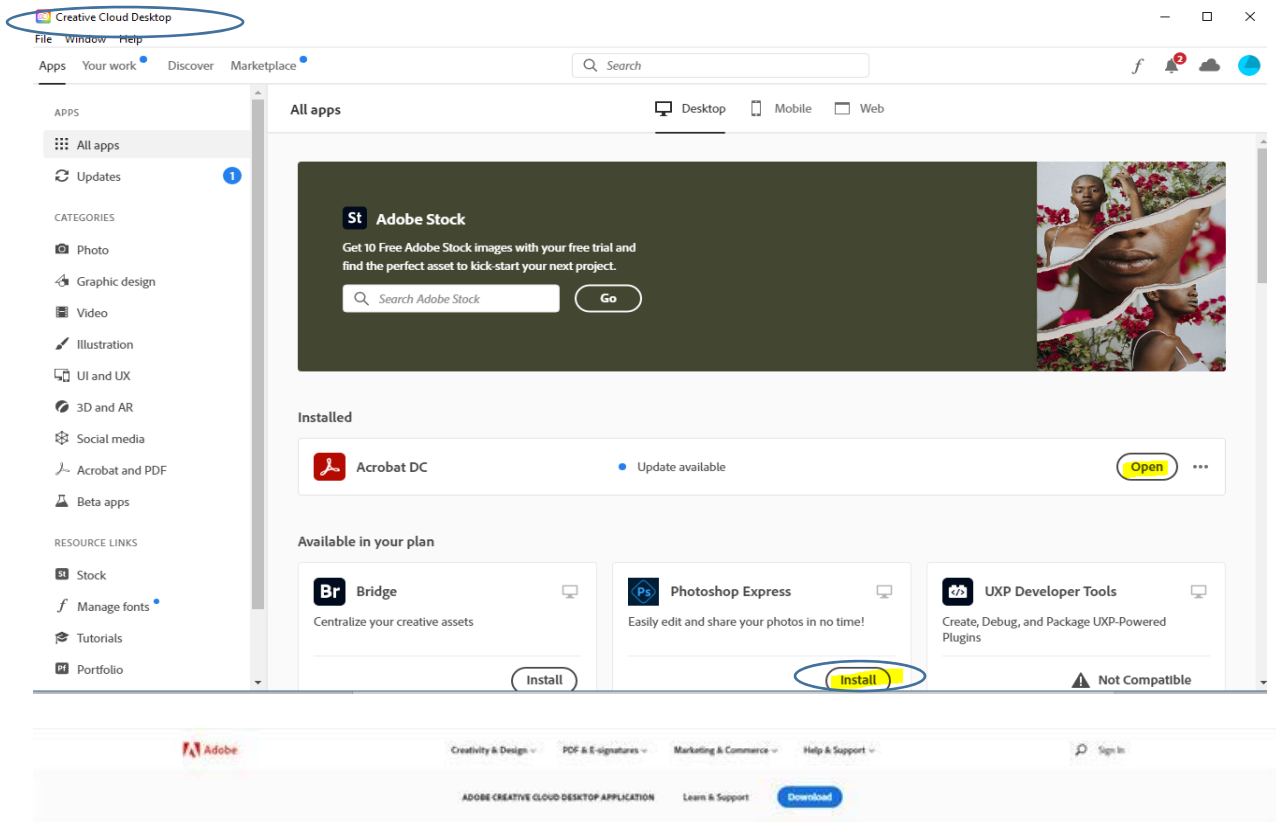 Creative Cloud Desktop
File Window Help
Apps Your work Discover Marketplace Search f 2
APPS
All apps
Updates 1
CATEGORIES
Photo
Graphic design
Video
Illustration
UI and UX
3D and AR
Social media
Acrobat and PDF
Beta apps
RESOURCE LINKS
St Stock
f Manage fonts
Tutorials
Pf Portfolio
All apps Desktop Mobile Web
St Adobe Stock
Get 10 Free Adobe Stock images with your free trial and
find the perfect asset to kick-start your next project.
Search Adobe Stock Go
Installed
Acrobat DC Update available Open
Available in your plan
Br Bridge
Centralize your creative assets
Install
Ps Photoshop Express
Easily edit and share your photos in no time!
Install
UXP Developer Tools
Create, Debug, and Package UXP-Powered
Plugins
Not Compatible
Adobe Creativity & Design PDF & E-signatures Marketing & Commerce Help & Support Sign In
ADOBE CREATIVE CLOUD DESKTOP APPLICATION Learn & Support Download